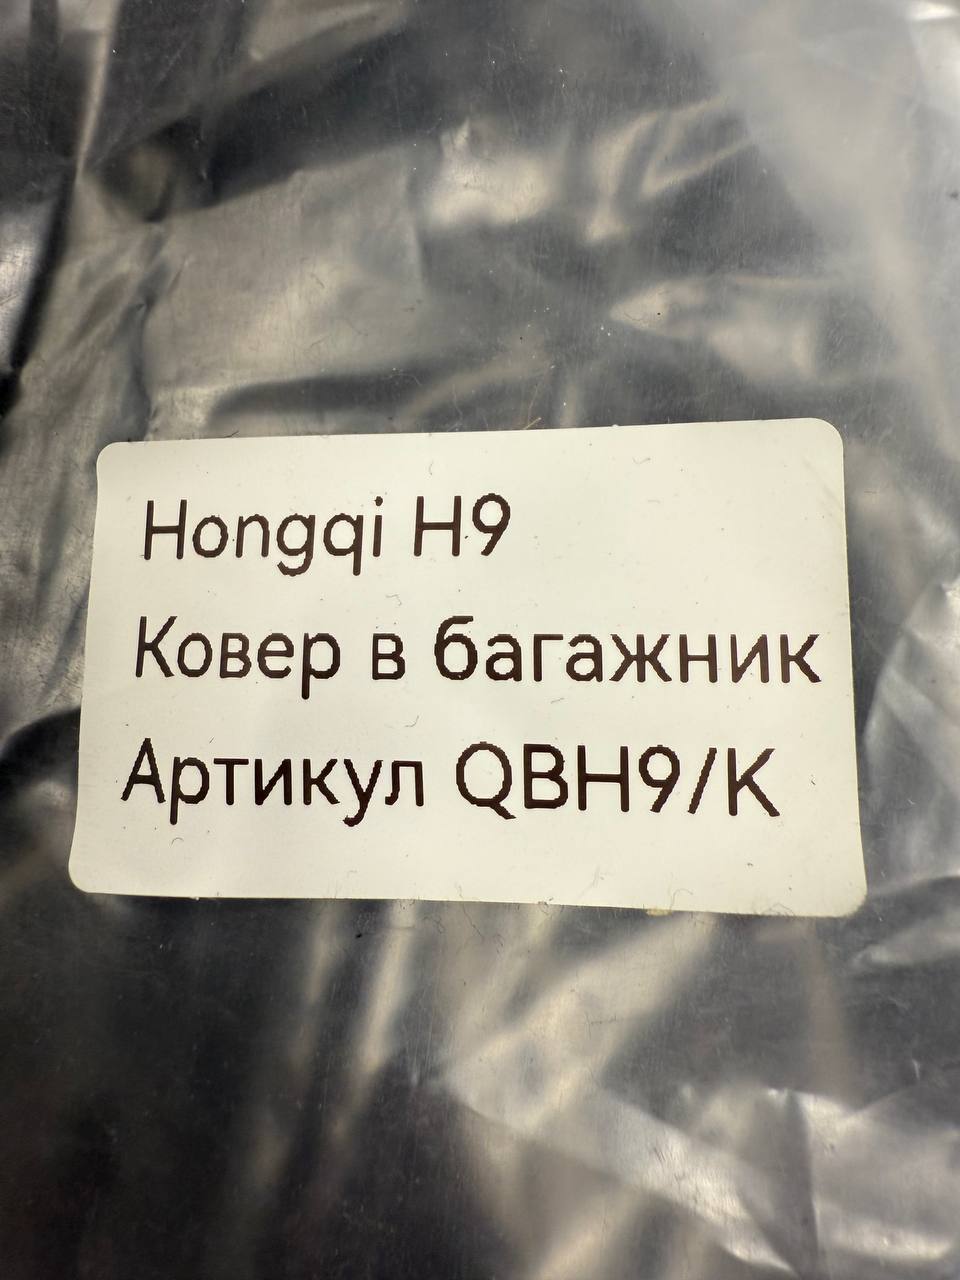 Hongqi H9
Ковер в багажник
Артикул QBH9/K